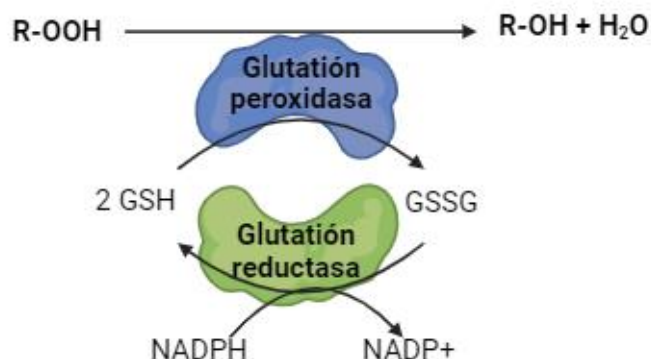 R-OOH
R-OH + H₂O
Glutatión
peroxidasa
2 GSH
GSSG
Glutatión
reductasa
NADPH
NADP+